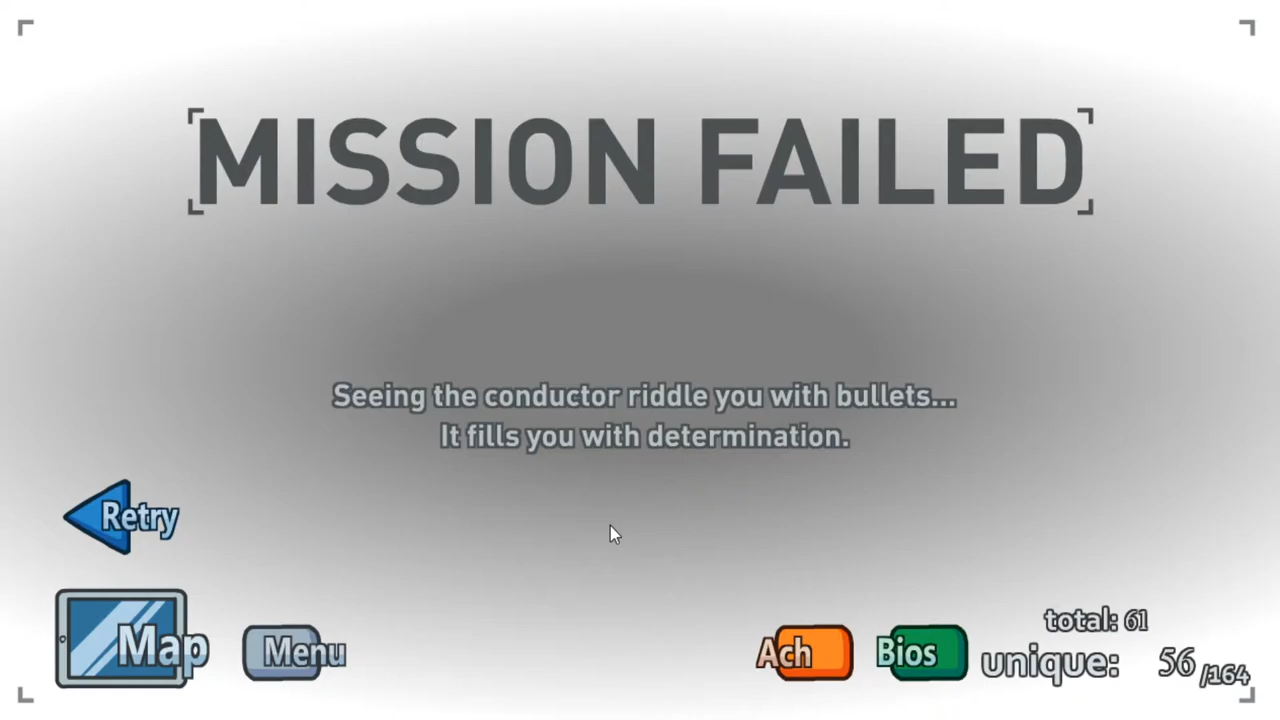 MISSION FAILED
Seeing the conductor riddle you with bullets...
It fills you with determination.
Retry
Map
Menu
Ach
Bios
total: 61
unique: 56 /164